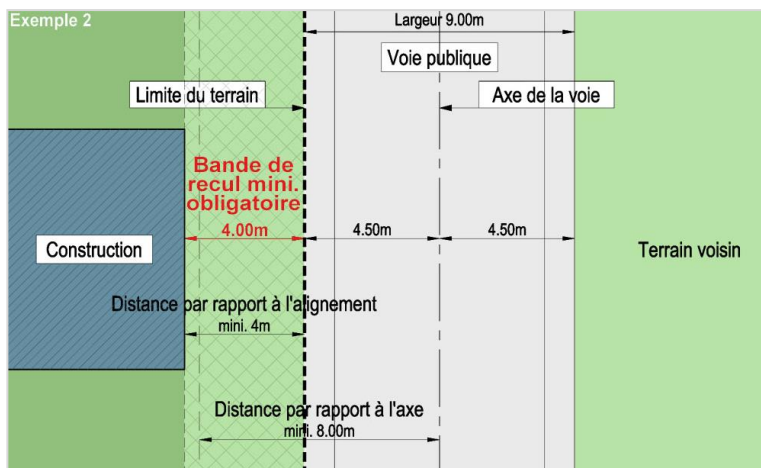 Exemple 2
Largeur 9.00m
Voie publique
Limite du terrain
Axe de la voie
Bande de
recul mini.
obligatoire
4.00m
4.50m
4.50m
Construction
Terrain voisin
Distance par rapport à l'alignement
mini. 4m
Distance par rapport à l'axe
mini. 8.00m